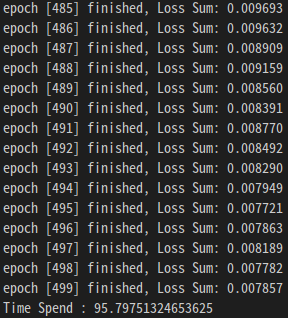 epoch [485] finished, Loss Sum: 0.009693
epoch [486] finished, Loss Sum: 0.009632
epoch [487] finished, Loss Sum: 0.008909
epoch [488] finished, Loss Sum: 0.009159
epoch [489] finished, Loss Sum: 0.008560
epoch [490] finished, Loss Sum: 0.008391
epoch [491] finished, Loss Sum: 0.008770
epoch [492] finished, Loss Sum: 0.008492
epoch [493] finished, Loss Sum: 0.008290
epoch [494] finished, Loss Sum: 0.007949
epoch [495] finished, Loss Sum: 0.007721
epoch [496] finished, Loss Sum: 0.007863
epoch [497] finished, Loss Sum: 0.008189
epoch [498] finished, Loss Sum: 0.007782
epoch [499] finished, Loss Sum: 0.007857
Time Spend : 95.79751324653625